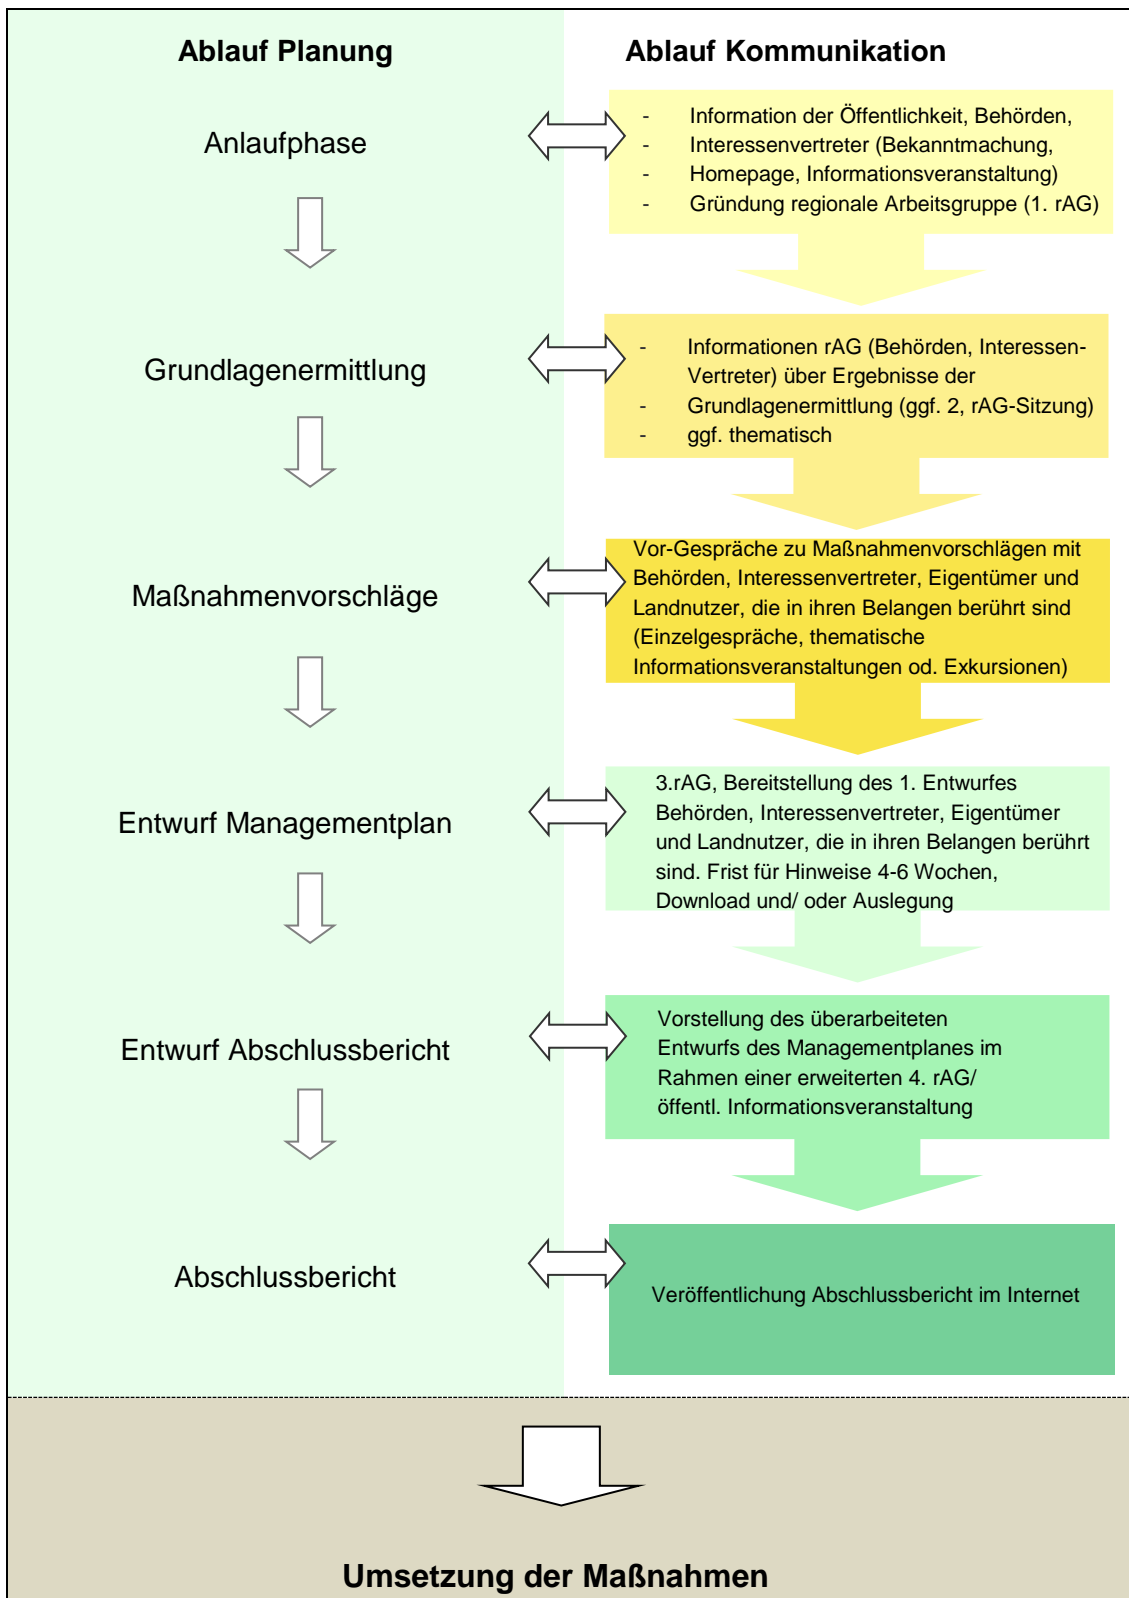 Ablauf Planung
Ablauf Kommunikation
Anlaufphase
- Information der Öffentlichkeit, Behörden,
- Interessenvertreter (Bekanntmachung,
- Homepage, Informationsveranstaltung)
- Gründung regionale Arbeitsgruppe (1. rAG)
Grundlagenermittlung
- Informationen rAG (Behörden, Interessen-
Vertreter) über Ergebnisse der
- Grundlagenermittlung (ggf. 2, rAG-Sitzung)
- ggf. thematisch
Maßnahmenvorschläge
Vor-Gespräche zu Maßnahmenvorschlägen mit
Behörden, Interessenvertreter, Eigentümer und
Landnutzer, die in ihren Belangen berührt sind
(Einzelgespräche, thematische
Informationsveranstaltungen od. Exkursionen)
Entwurf Managementplan
3.rAG, Bereitstellung des 1. Entwurfes
Behörden, Interessenvertreter, Eigentümer
und Landnutzer, die in ihren Belangen berührt
sind. Frist für Hinweise 4-6 Wochen,
Download und/ oder Auslegung
Entwurf Abschlussbericht
Vorstellung des überarbeiteten
Entwurfs des Managementplanes im
Rahmen einer erweiterten 4. rAG/
öffentl. Informationsveranstaltung
Abschlussbericht
Veröffentlichung Abschlussbericht im Internet
Umsetzung der Maßnahmen